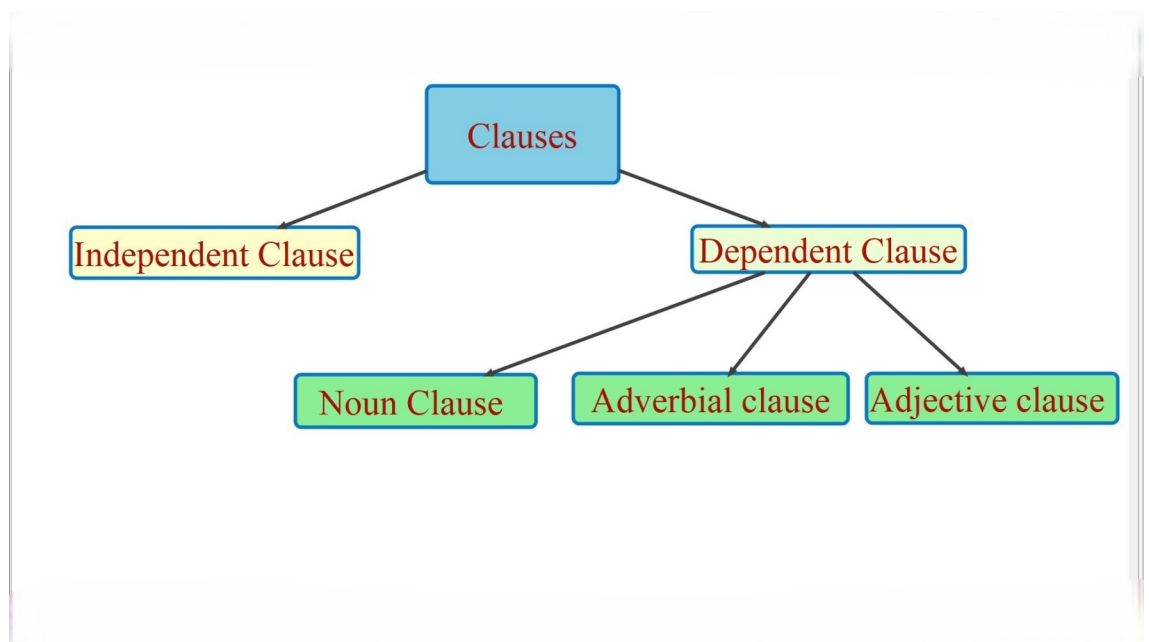 Clauses
Independent Clause
Dependent Clause
Noun Clause
Adverbial clause
Adjective clause